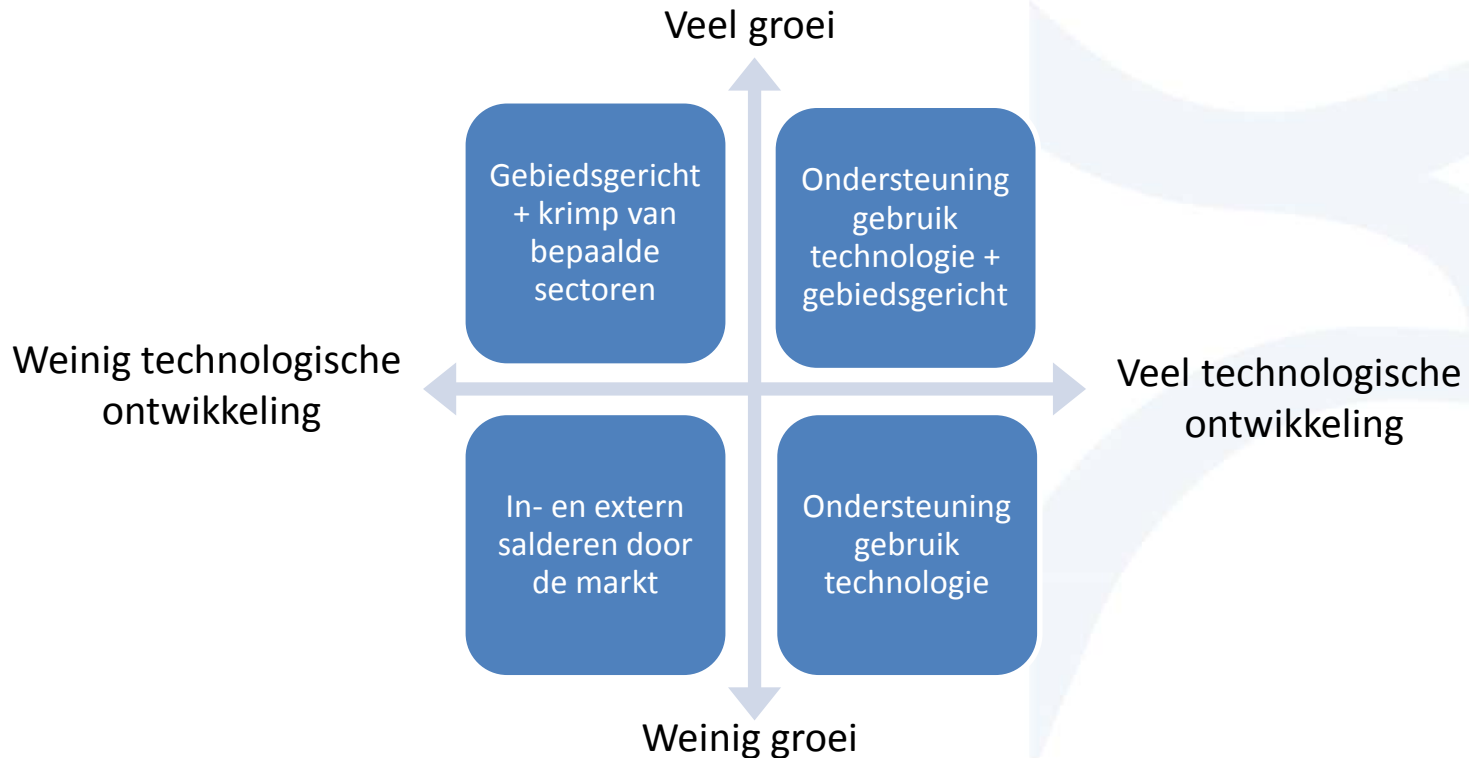 Veel groei
Gebiedsgericht
+ krimp van
bepaalde
sectoren
Ondersteuning
gebruik
technologie +
gebiedsgericht
Weinig technologische
ontwikkeling
Veel technologische
ontwikkeling
In- en extern
salderen door
de markt
Ondersteuning
gebruik
technologie
Weinig groei